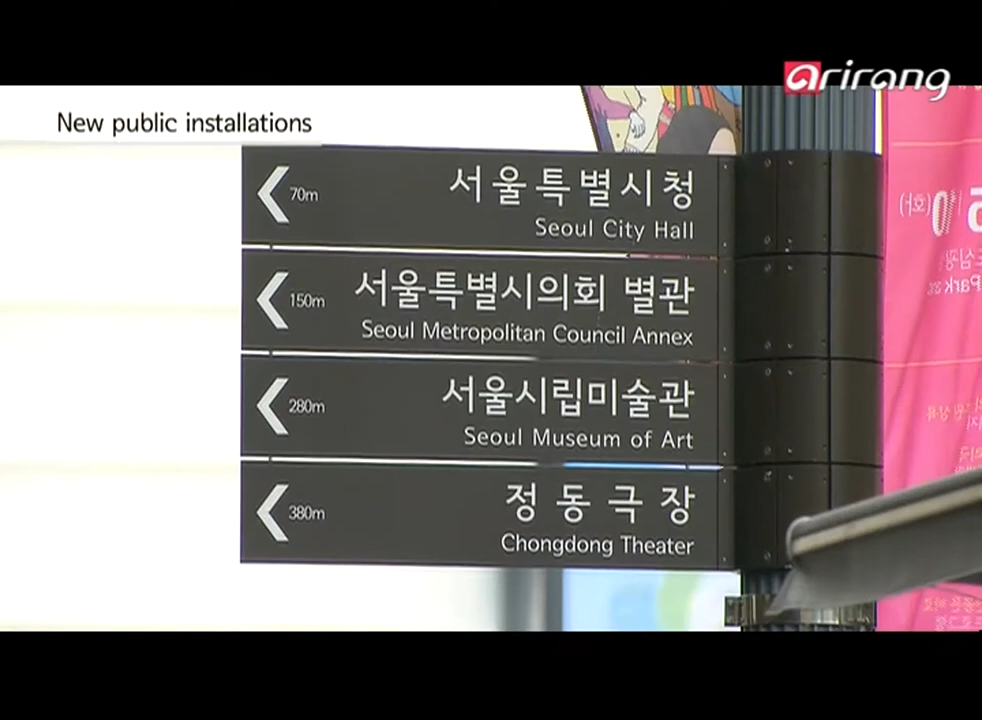 arirang
New public installations
70m
서울특별시청
Seoul City Hall
150m
서울특별시의회 별관
Seoul Metropolitan Council Annex
280m
서울시립미술관
Seoul Museum of Art
380m
정동극장
Chongdong Theater
(화)
Park